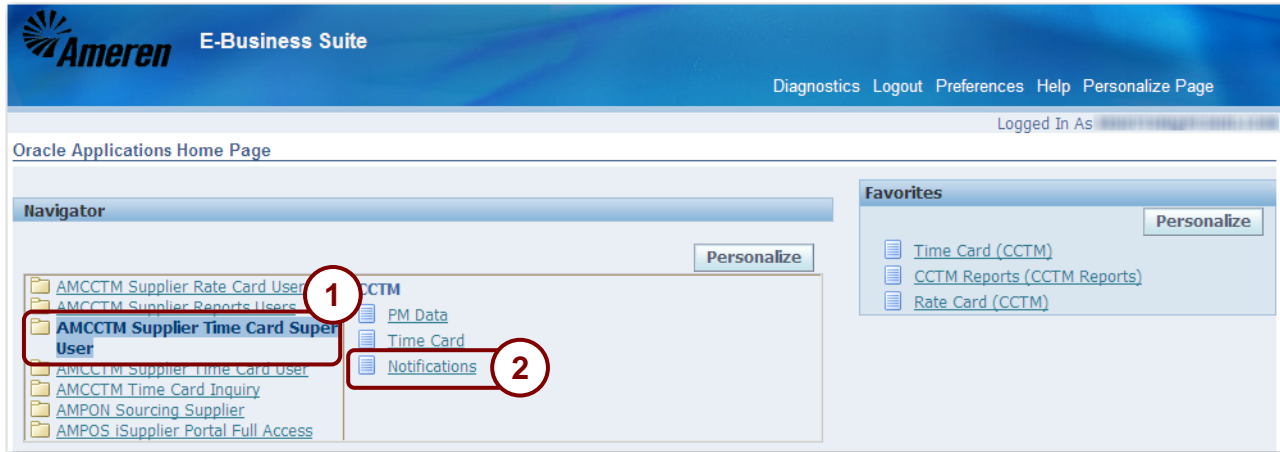 Ameren
E-Business Suite
Diagnostics Logout Preferences Help Personalize Page
Logged In As
Oracle Applications Home Page
Navigator
Personalize
AMCCTM Supplier Rate Card User
AMCCTM Supplier Reports Users
AMCCTM Supplier Time Card Super
User
AMCCTM Supplier Time Card User
AMCCTM Time Card Inquiry
AMPON Sourcing Supplier
AMPOS iSupplier Portal Full Access
1
CCTM
PM Data
Time Card
Notifications
2
Favorites
Personalize
Time Card (CCTM)
CCTM Reports (CCTM Reports)
Rate Card (CCTM)